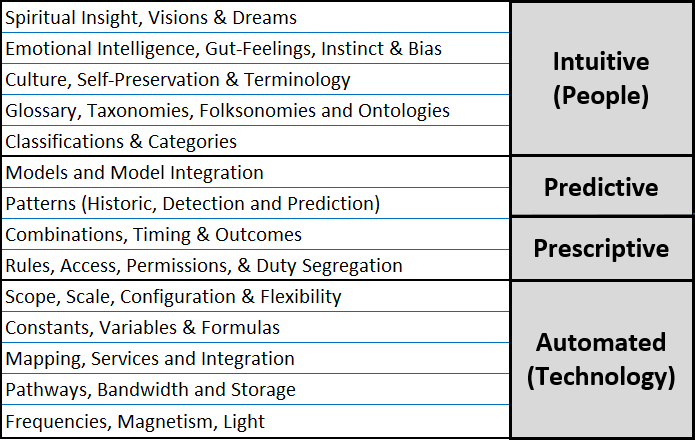 Spiritual Insight, Visions & Dreams
Emotional Intelligence, Gut-Feelings, Instinct & Bias
Culture, Self-Preservation & Terminology
Glossary, Taxonomies, Folksonomies and Ontologies
Classifications & Categories
Intuitive
(People)
Models and Model Integration
Patterns (Historic, Detection and Prediction)
Predictive
Combinations, Timing & Outcomes
Rules, Access, Permissions, & Duty Segregation
Prescriptive
Scope, Scale, Configuration & Flexibility
Constants, Variables & Formulas
Mapping, Services and Integration
Pathways, Bandwidth and Storage
Frequencies, Magnetism, Light
Automated
(Technology)